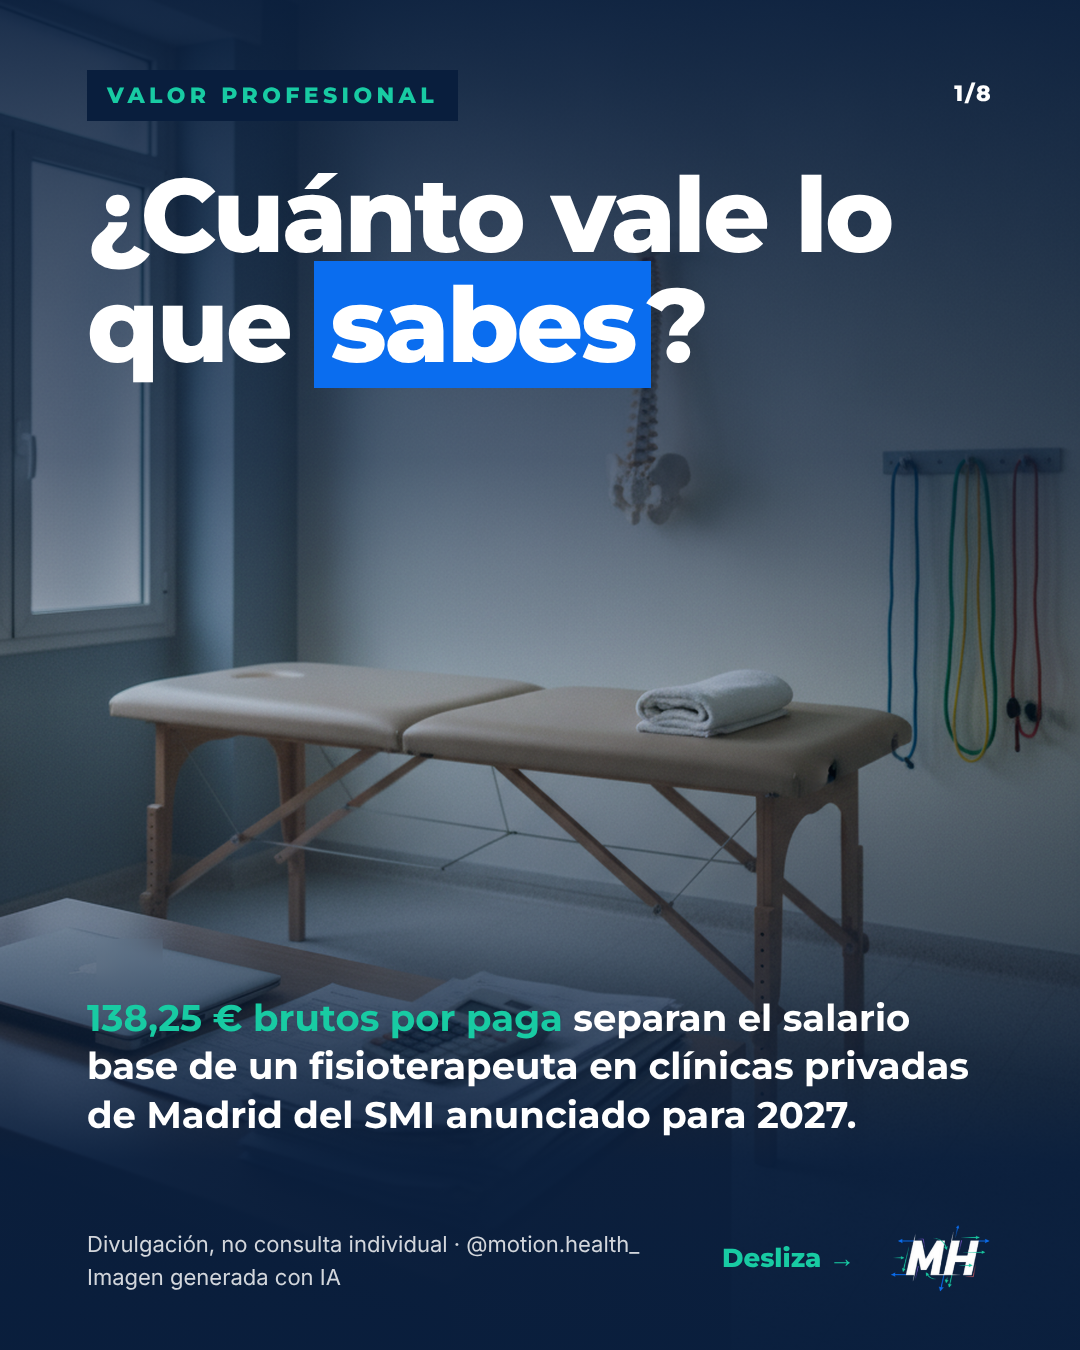 VALOR PROFESIONAL
1/8
¿Cuánto vale lo
que sabes?
138,25 € brutos por paga separan el salario
base de un fisioterapeuta en clínicas privadas
de Madrid del SMI anunciado para 2027.
Divulgación, no consulta individual · @motion.health_
Imagen generada con IA
Desliza →
MH